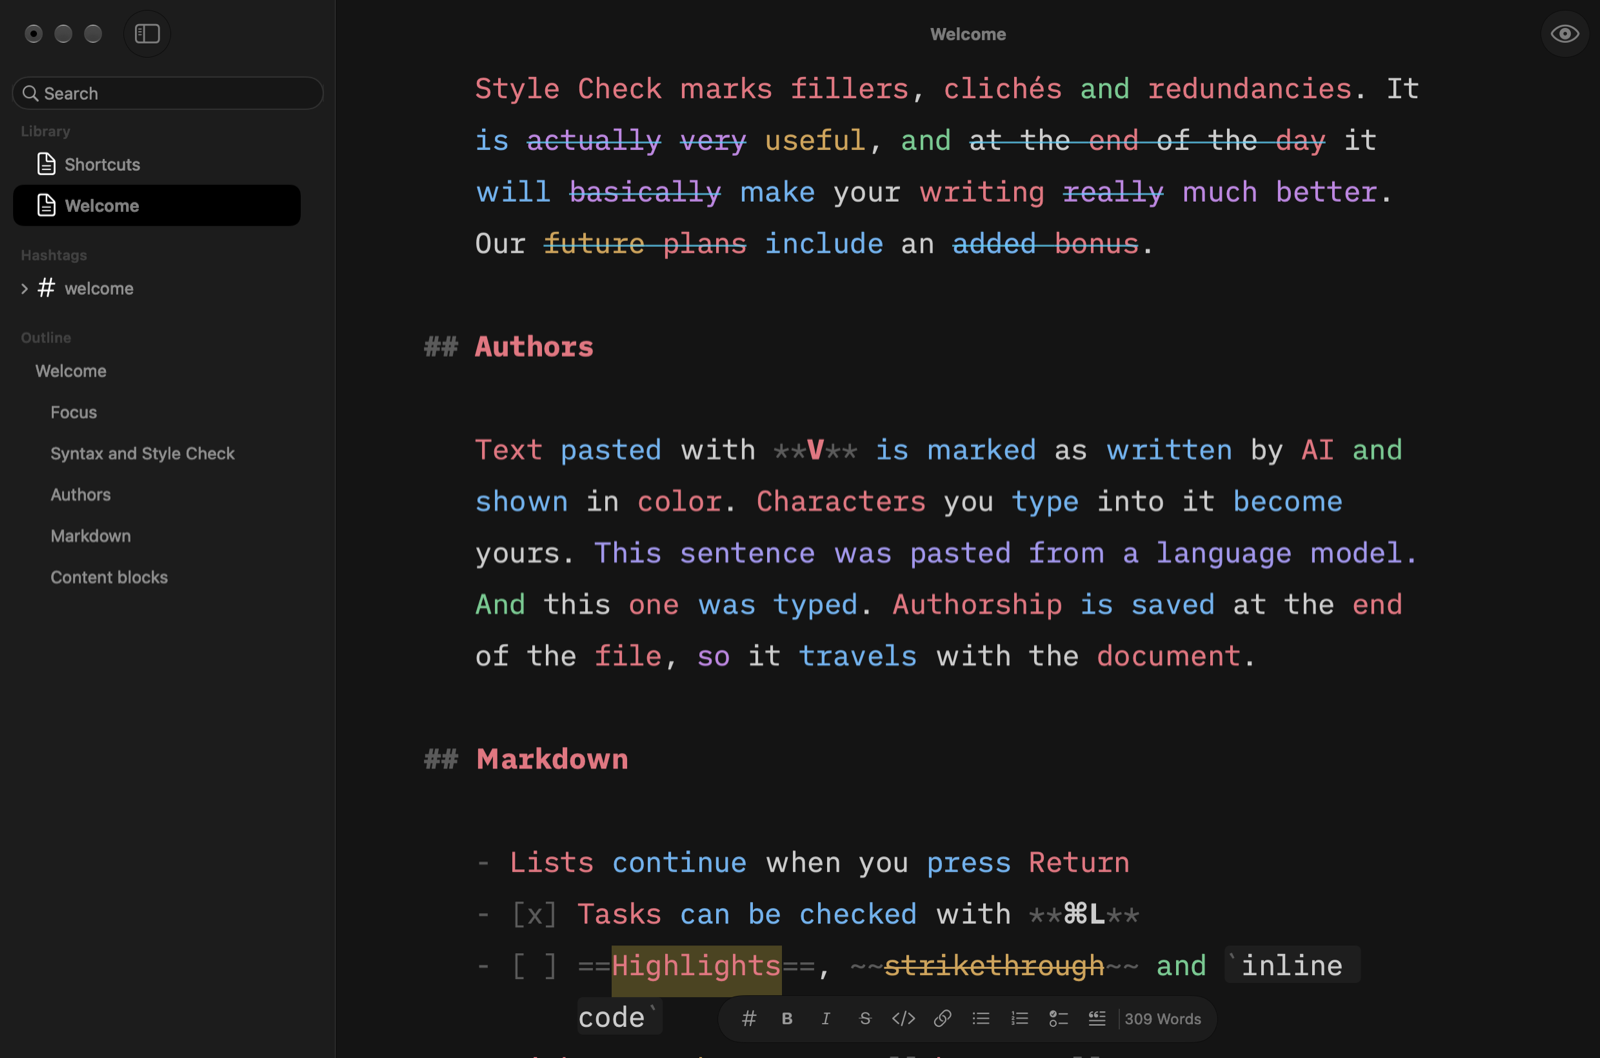 Welcome
Search
Library
Shortcuts
Welcome
Hashtags
# welcome
Outline
Welcome
Focus
Syntax and Style Check
Authors
Markdown
Content blocks
Style Check marks fillers, clichés and redundancies. It
is actually very useful, and at the end of the day it
will basically make your writing really much better.
Our future plans include an added bonus.
## Authors
Text pasted with **V** is marked as written by AI and
shown in color. Characters you type into it become
yours. This sentence was pasted from a language model.
And this one was typed. Authorship is saved at the end
of the file, so it travels with the document.
## Markdown
- Lists continue when you press Return
- [x] Tasks can be checked with **⌘L**
- [ ] ==Highlights==, ~~strikethrough~~ and `inline
code`
# B I S </> 309 Words